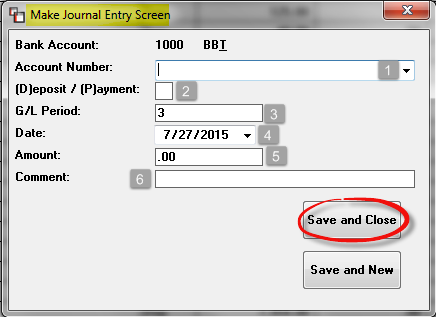 Make Journal Entry Screen
Bank Account: 1000 BBT
Account Number: 1
(D)eposit / (P)ayment: 2
G/L Period: 3 3
Date: 7/27/2015 4
Amount: .00 5
Comment: 6
Save and Close
Save and New